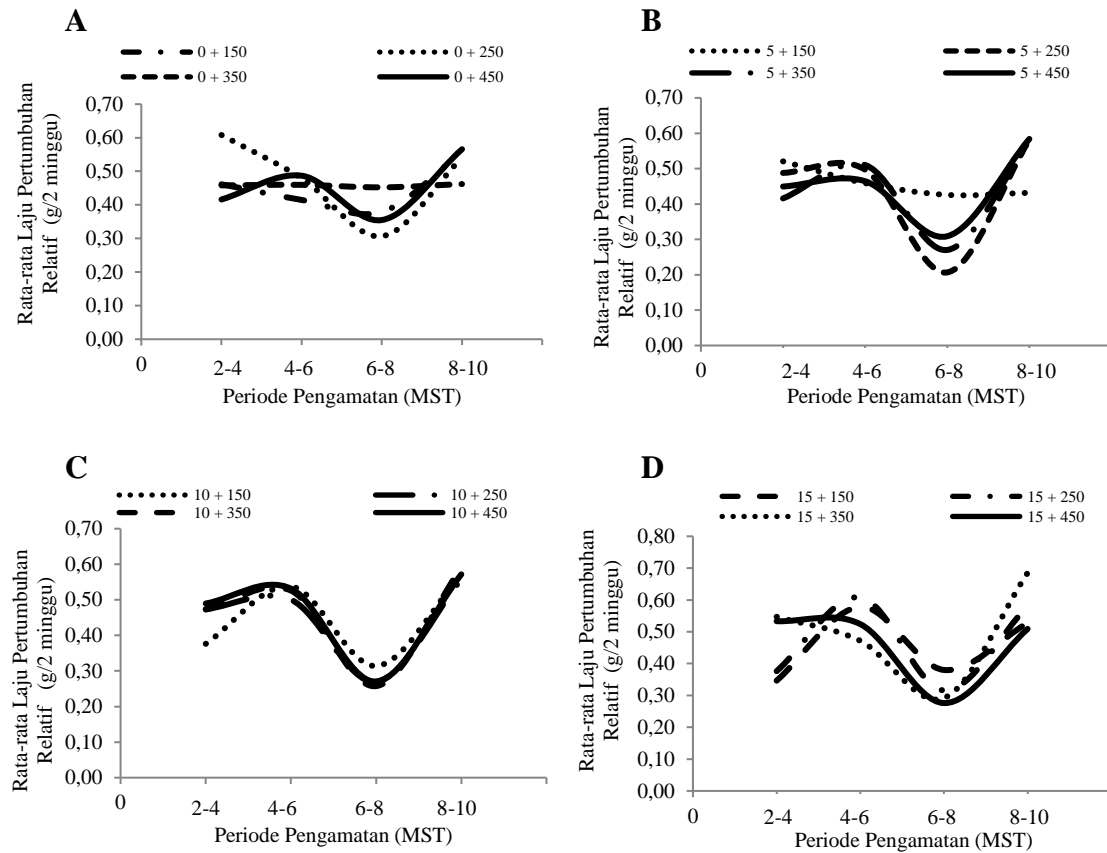 A
0 + 150
0 + 250
0 + 350
0 + 450
Rata-rata Laju Pertumbuhan
Relatif (g/2 minggu)
0,70
0,60
0,50
0,40
0,30
0,20
0,10
0,00
0
2-4
4-6
6-8
8-10
Periode Pengamatan (MST)
B
5 + 150
5 + 250
5 + 350
5 + 450
Rata-rata Laju Pertumbuhan
Relatif (g/2 minggu)
0,70
0,60
0,50
0,40
0,30
0,20
0,10
0,00
0
2-4
4-6
6-8
8-10
Periode Pengamatan (MST)
C
10 + 150
10 + 250
10 + 350
10 + 450
Rata-rata Laju Pertumbuhan
Relatif (g/2 minggu)
0,70
0,60
0,50
0,40
0,30
0,20
0,10
0,00
0
2-4
4-6
6-8
8-10
Periode Pengamatan (MST)
D
15 + 150
15 + 250
15 + 350
15 + 450
Rata-rata Laju Pertumbuhan
Relatif (g/2 minggu)
0,80
0,70
0,60
0,50
0,40
0,30
0,20
0,10
0,00
0
2-4
4-6
6-8
8-10
Periode Pengamatan (MST)